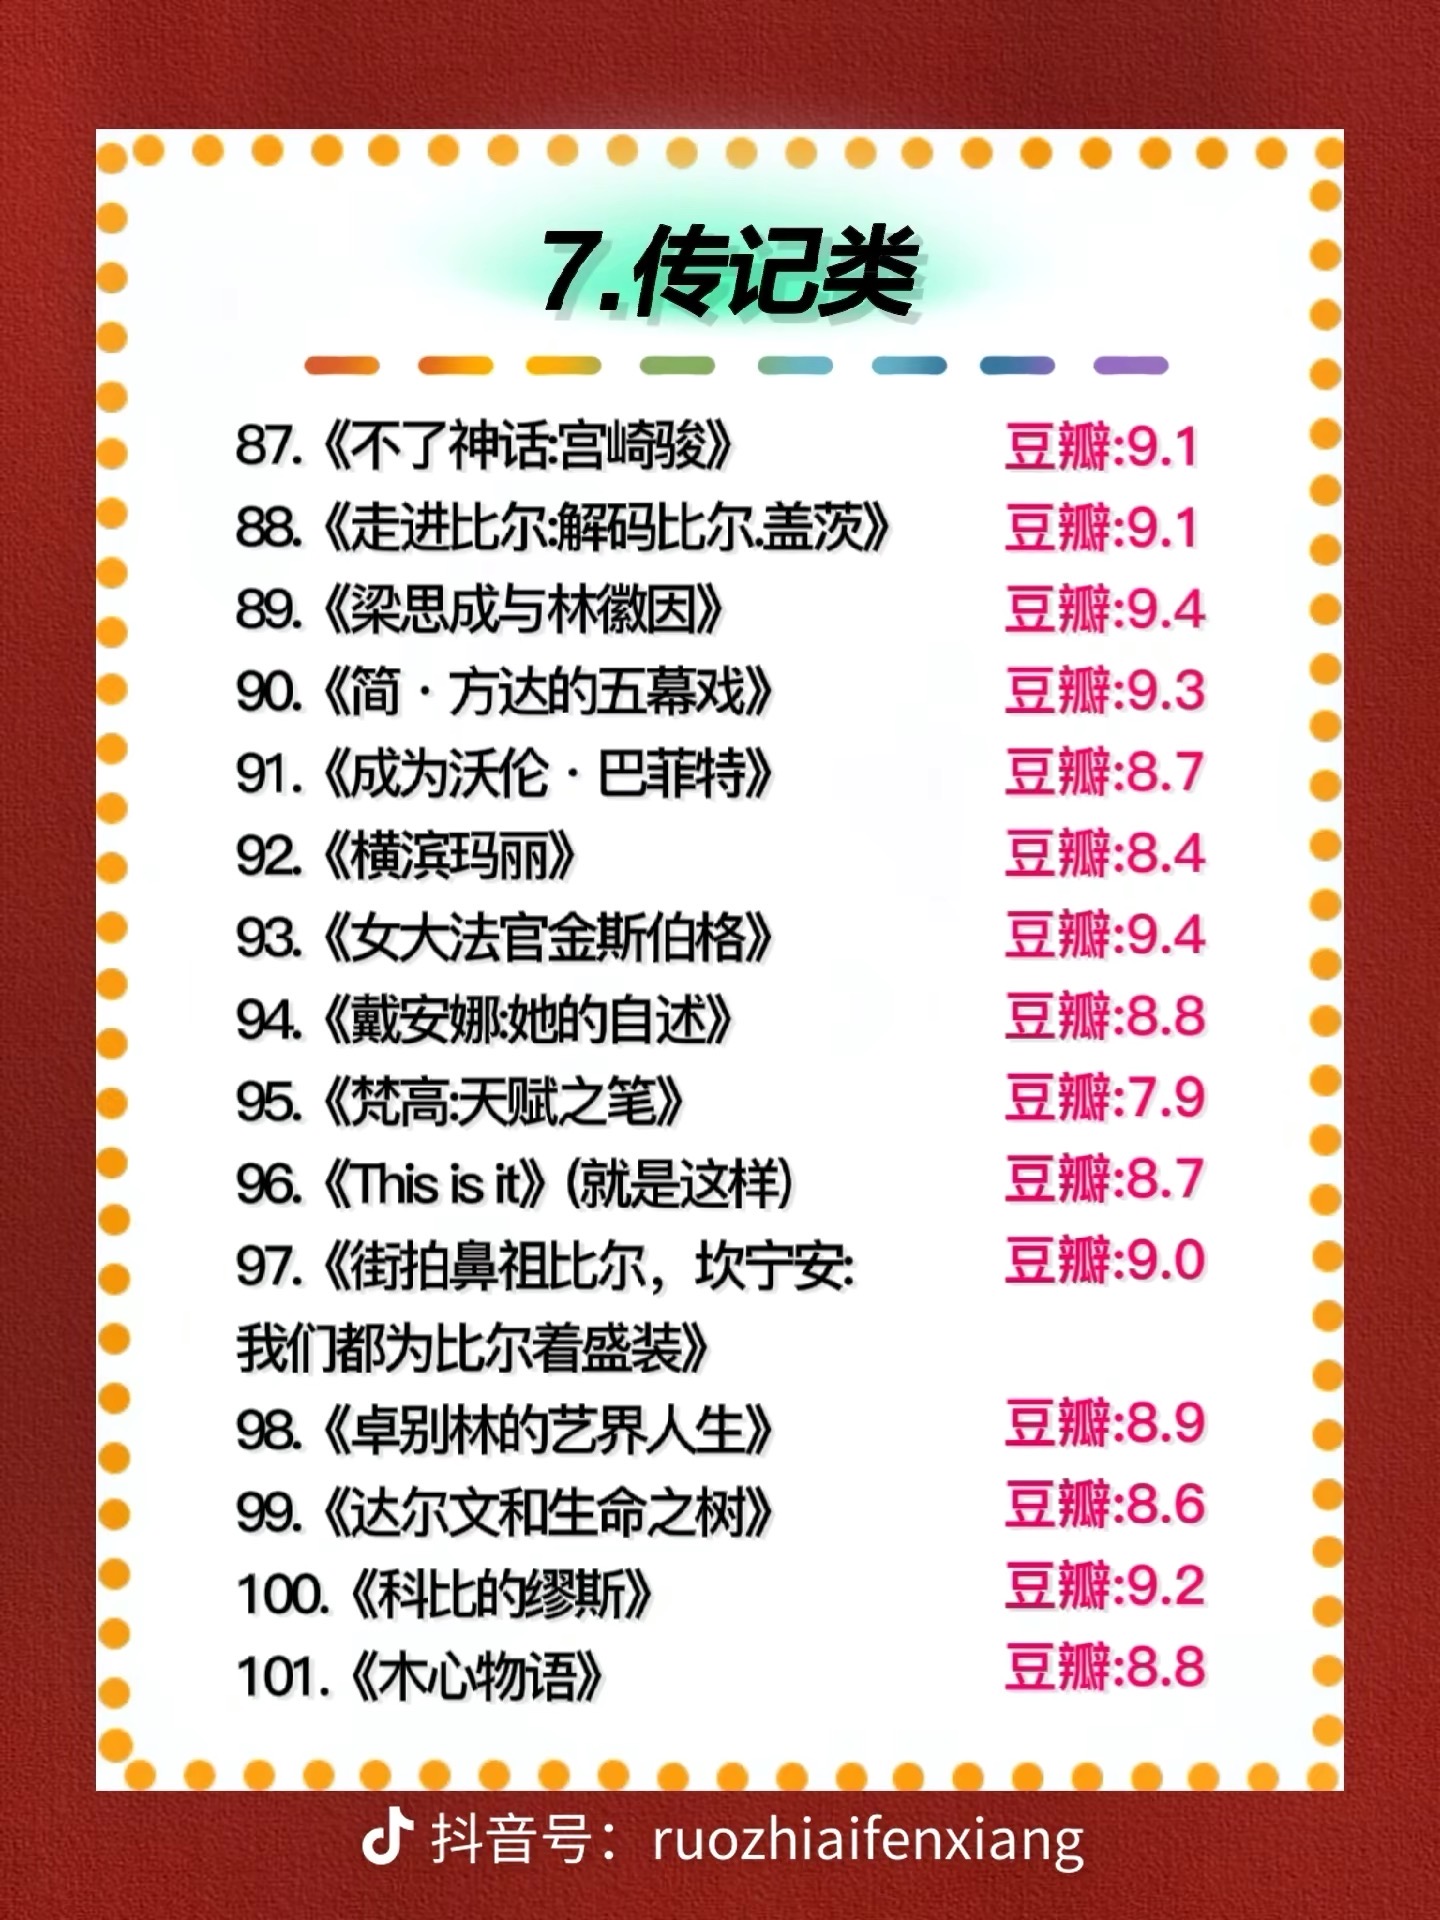 7.传记类
87.《不了神话:宫崎骏》 豆瓣:9.1
88.《走进比尔:解码比尔.盖茨》 豆瓣:9.1
89.《梁思成与林徽因》 豆瓣:9.4
90.《简·方达的五幕戏》 豆瓣:9.3
91.《成为沃伦·巴菲特》 豆瓣:8.7
92.《横滨玛丽》 豆瓣:8.4
93.《女大法官金斯伯格》 豆瓣:9.4
94.《戴安娜:她的自述》 豆瓣:8.8
95.《梵高:天赋之笔》 豆瓣:7.9
96.《This is it》(就是这样) 豆瓣:8.7
97.《街拍鼻祖比尔，坎宁安: 豆瓣:9.0
我们都为比尔着盛装》
98.《卓别林的艺界人生》 豆瓣:8.9
99.《达尔文和生命之树》 豆瓣:8.6
100.《科比的缪斯》 豆瓣:9.2
101.《木心物语》 豆瓣:8.8
抖音号：ruozhiaifenxiang